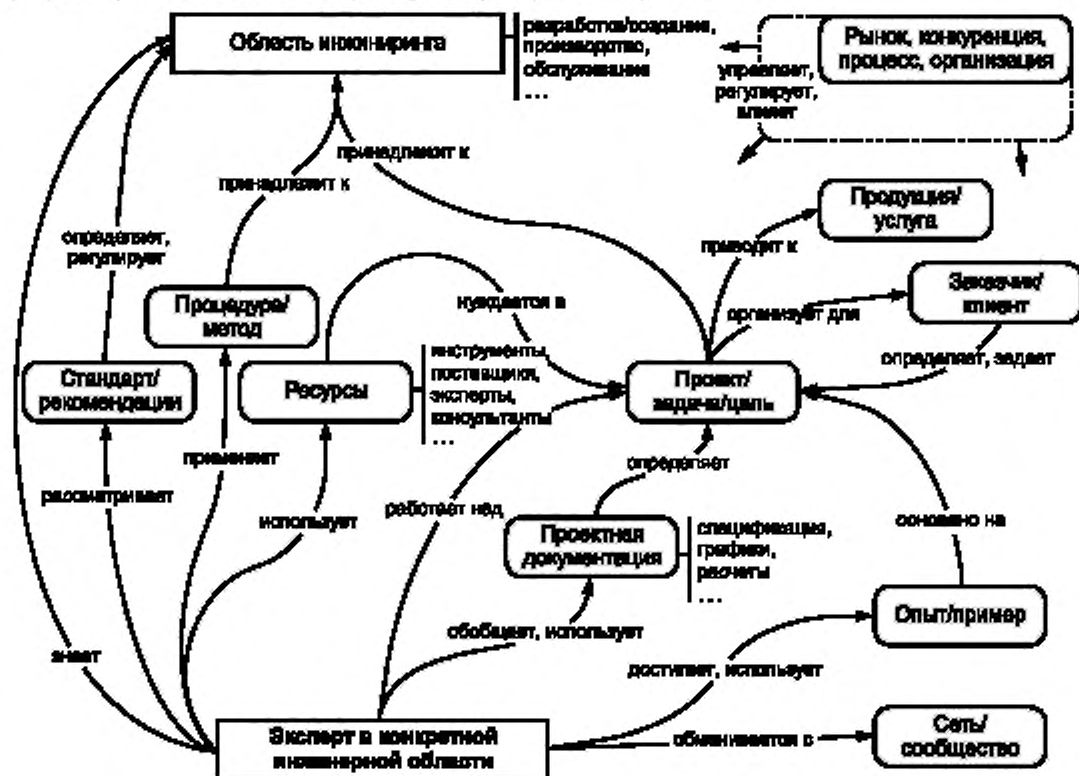 Область инжиниринга
разработка/создание,
производство,
обслуживание
...
Рынок, конкуренция,
процесс, организация
управляет,
регулирует,
влияет
принадлежит к
принадлежит к
Продукция/
услуга
приводит к
определяет,
регулирует
Процедура/
метод
нуждается в
Заказчик/
клиент
организует для
определяет, задает
Стандарт/
рекомендации
Ресурсы
инструменты,
поставщики,
эксперты,
консультанты
...
Проект/
задача/цель
применяет
определяет
рассматривает
использует
работает над
Проектная
документация
спецификация,
графики,
расчеты
...
основано на
Опыт/пример
обобщает, использует
знает
достигает, использует
Эксперт в конкретной
инженерной области
обменивается с
Сеть/
сообщество